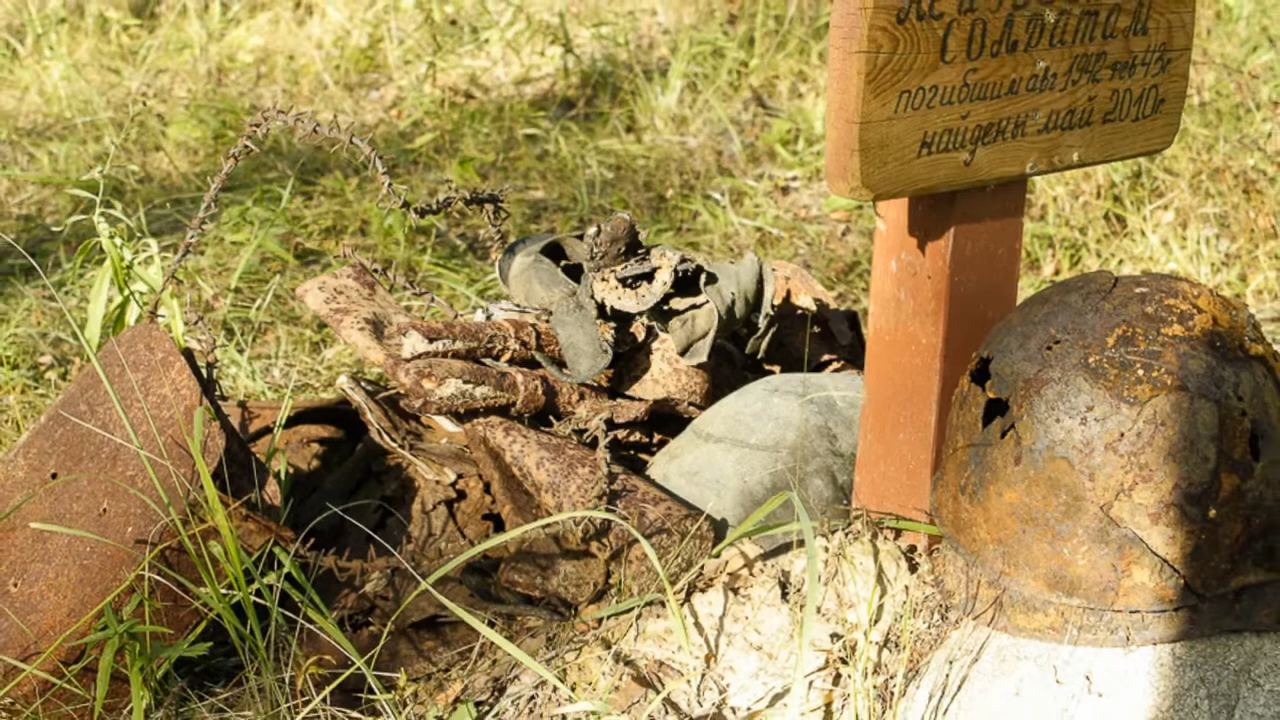 солдатам
погибшим авг 1942-фев 43г
найдены май 2010г.